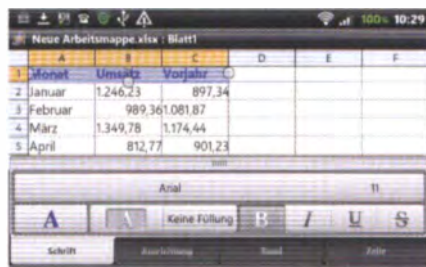 100% 10:29
Neue Arbeitsmappe.xlsx : Blatt1
A B C D E F
1 Monat Umsatz Vorjahr
2 Januar 1.246,23 897,34
3 Februar 989,36 1.081,87
4 März 1.349,78 1.174,44
5 April 812,77 901,23
Arial 11
A A Keine Füllung B I U S
Schrift Ausrichtung Rand Zelle